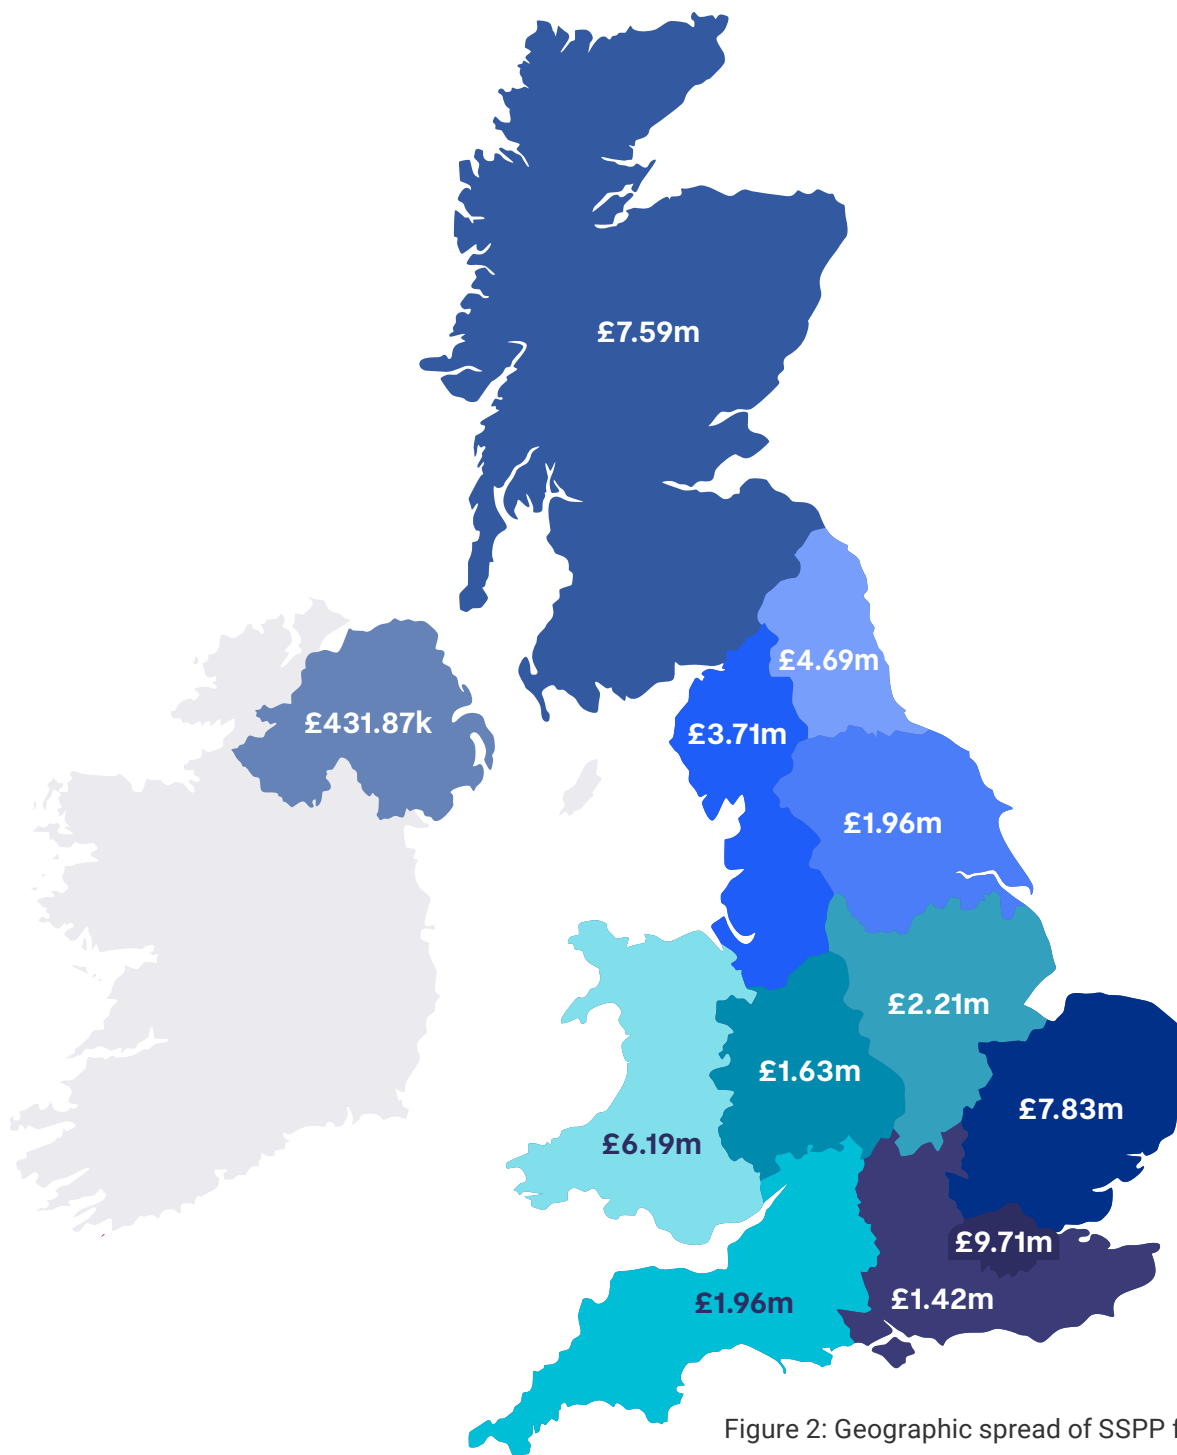 £7.59m
£4.69m
£431.87k
£3.71m
£1.96m
£2.21m
£1.63m
£7.83m
£6.19m
£9.71m
£1.42m
£1.96m
Figure 2: Geographic spread of SSPP